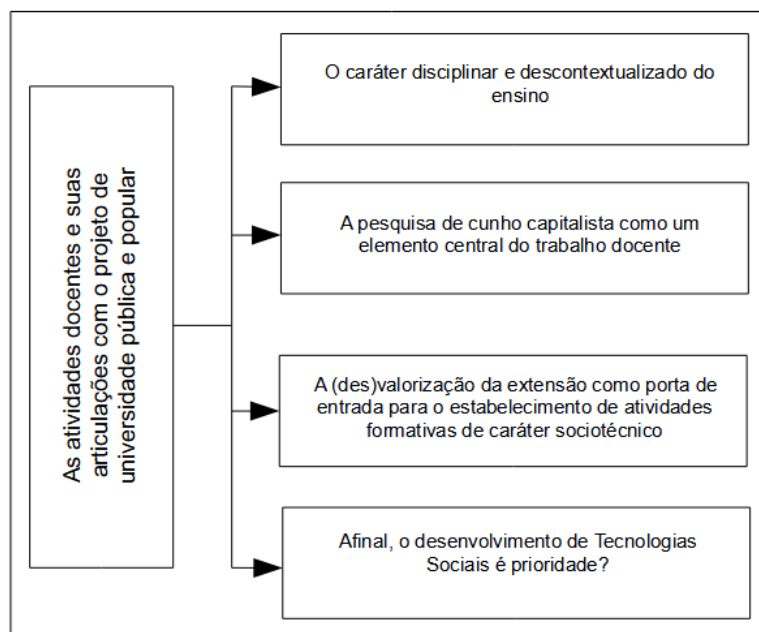 As atividades docentes e suas
articulações com o projeto de
universidade pública e popular
O caráter disciplinar e descontextualizado do
ensino
A pesquisa de cunho capitalista como um
elemento central do trabalho docente
A (des)valorização da extensão como porta de
entrada para o estabelecimento de atividades
formativas de caráter sociotécnico
Afinal, o desenvolvimento de Tecnologias
Sociais é prioridade?